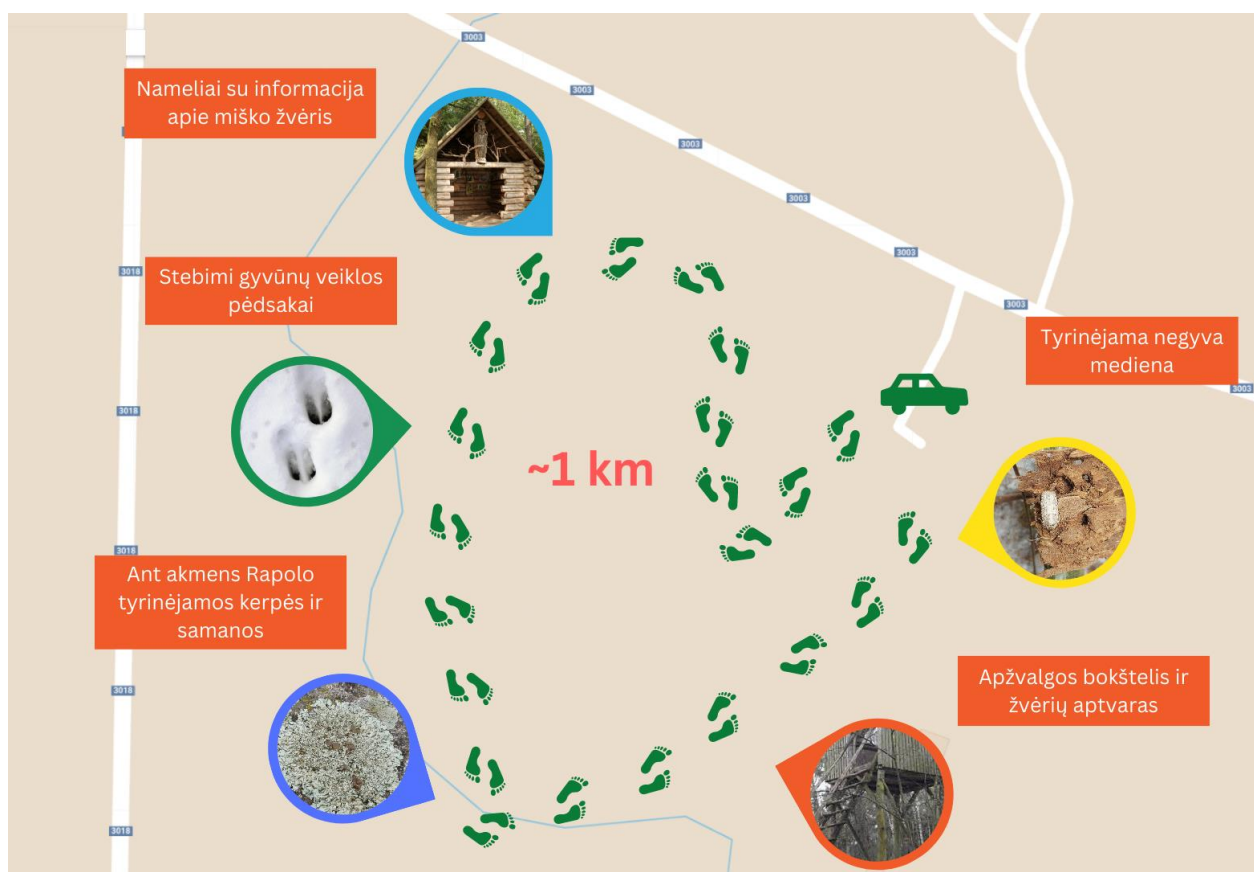 3003
Nameliai su informacija
apie miško žvėris
3003
3003
3003
3003
Stebimi gyvūnų veiklos
pėdsakai
3018
3003
Tyrinėjama negyva
mediena
3003
3018
~1 km
3018
Ant akmens Rapolo
tyrinėjamos kerpės ir
samanos
Apžvalgos bokštelis ir
žvėrių aptvaras
3018
3018